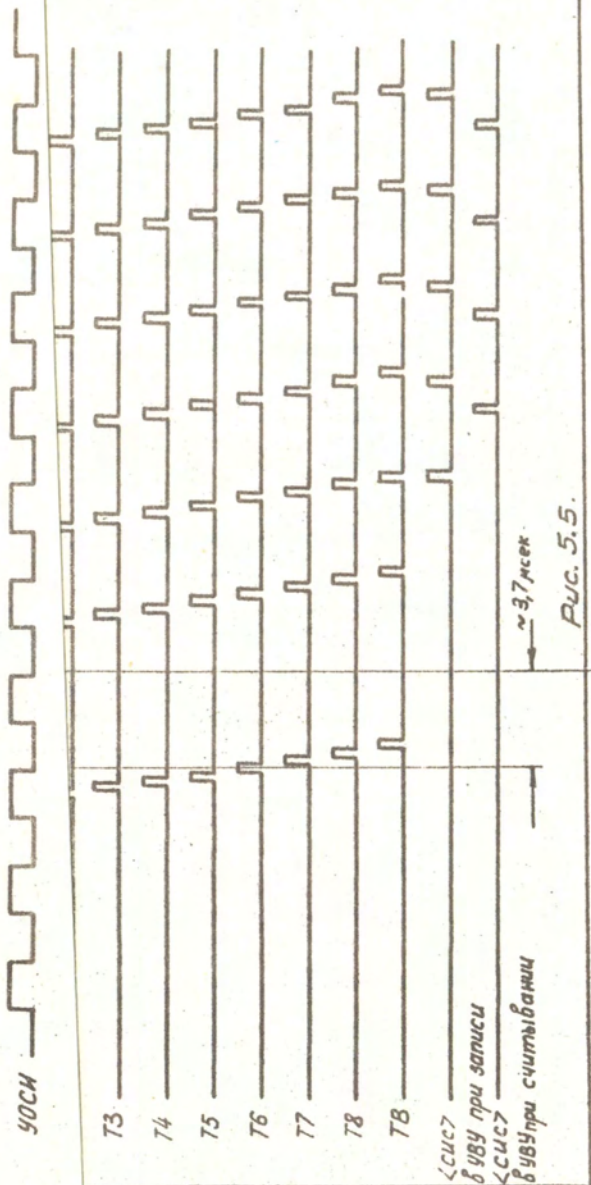 УОСИ
Т3
Т4
Т5
Т6
Т7
Т8
ТВ
<сис>
в УВУ при записи
<сис>
в УВУ при считывании
~3,7 мсек
Рис. 5.5.